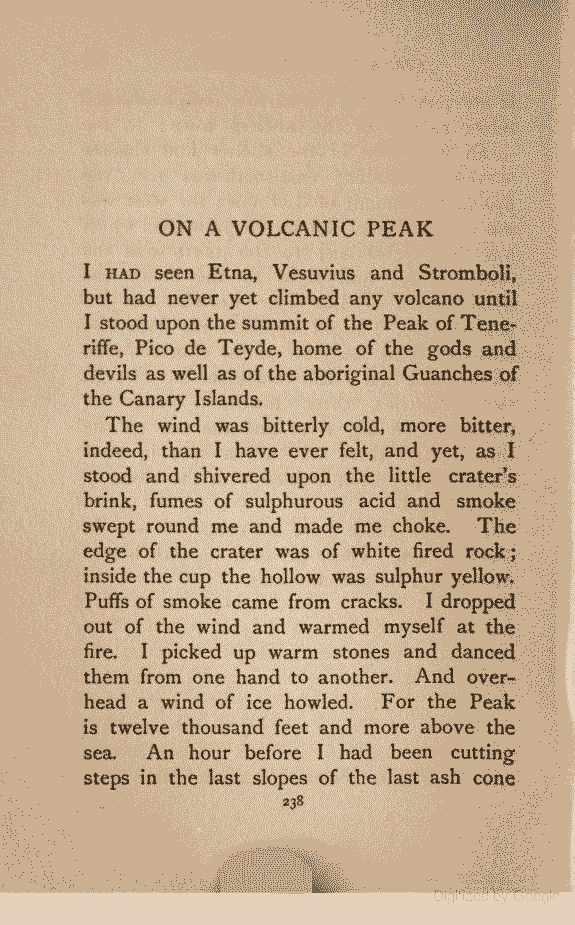 ON A VOLCANIC PEAK
I HAD seen Etna, Vesuvius and Stromboli,
but had never yet climbed any volcano until
I stood upon the summit of the Peak of Tene-
riffe, Pico de Teyde, home of the gods and
devils as well as of the aboriginal Guanches of
the Canary Islands.
The wind was bitterly cold, more bitter,
indeed, than I have ever felt, and yet, as I
stood and shivered upon the little crater's
brink, fumes of sulphurous acid and smoke
swept round me and made me choke. The
edge of the crater was of white fired rock;
inside the cup the hollow was sulphur yellow.
Puffs of smoke came from cracks. I dropped
out of the wind and warmed myself at the
fire. I picked up warm stones and danced
them from one hand to another. And over-
head a wind of ice howled. For the Peak
is twelve thousand feet and more above the
sea. An hour before I had been cutting
steps in the last slopes of the last ash cone
238
Digitized by Google